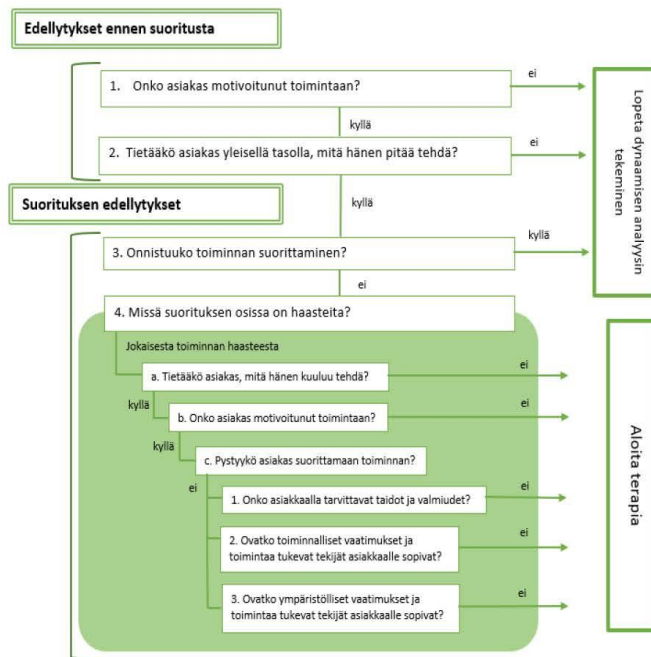 Edellytykset ennen suoritusta
ei
1. Onko asiakas motivoitunut toimintaan?
kyllä
ei
2. Tietääkö asiakas yleisellä tasolla, mitä hänen pitää tehdä?
Lopeta dynaamisen analyysin
tekeminen
Suorituksen edellytykset
kyllä
kyllä
3. Onnistuuko toiminnan suorittaminen?
ei
4. Missä suorituksen osissa on haasteita?
Jokaisesta toiminnan haasteesta
ei
a. Tietääkö asiakas, mitä hänen kuuluu tehdä?
kyllä
ei
b. Onko asiakas motivoitunut toimintaan?
kyllä
c. Pystyykö asiakas suorittamaan toiminnan?
ei
ei
1. Onko asiakkaalla tarvittavat taidot ja valmiudet?
Aloita terapia
ei
2. Ovatko toiminnalliset vaatimukset ja
toimintaa tukevat tekijät asiakkaalle sopivat?
ei
3. Ovatko ympäristölliset vaatimukset ja
toimintaa tukevat tekijät asiakkaalle sopivat?